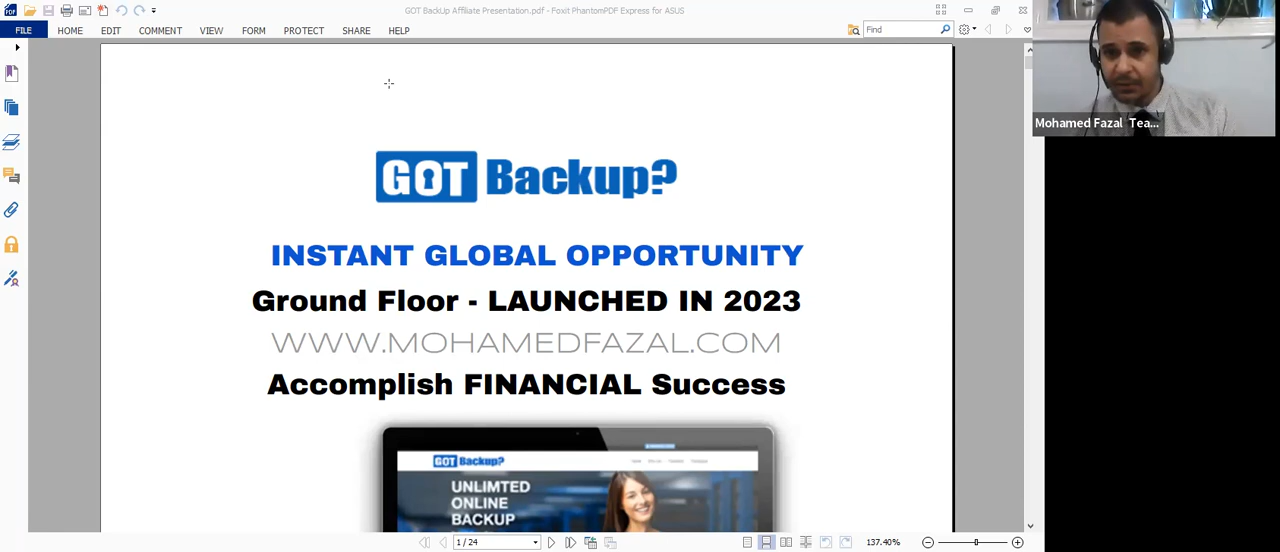 GOT BackUp Affiliate Presentation.pdf - Foxit PhantomPDF Express for ASUS
FILE HOME EDIT COMMENT VIEW FORM PROTECT SHARE HELP Find
Mohamed Fazal Tea...
GOT Backup?
INSTANT GLOBAL OPPORTUNITY
Ground Floor - LAUNCHED IN 2023
WWW.MOHAMEDFAZAL.COM
Accomplish FINANCIAL Success
GOT Backup?
UNLIMTED
ONLINE
BACKUP
1 / 24 137.40%